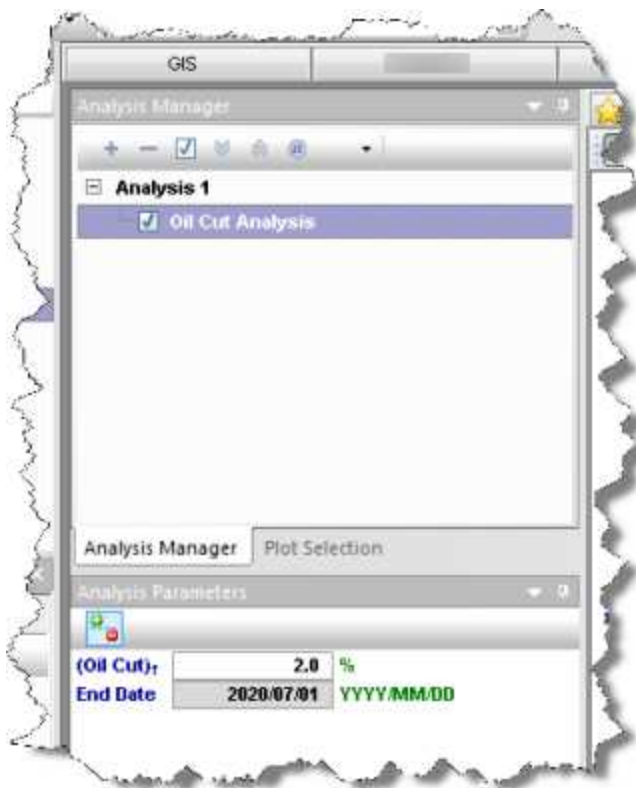 GIS
Analysis Manager
Analysis 1
Oil Cut Analysis
Analysis Manager Plot Selection
Analysis Parameters
(Oil Cut)f 2.0 %
End Date 2020/07/01 YYYY/MM/DD